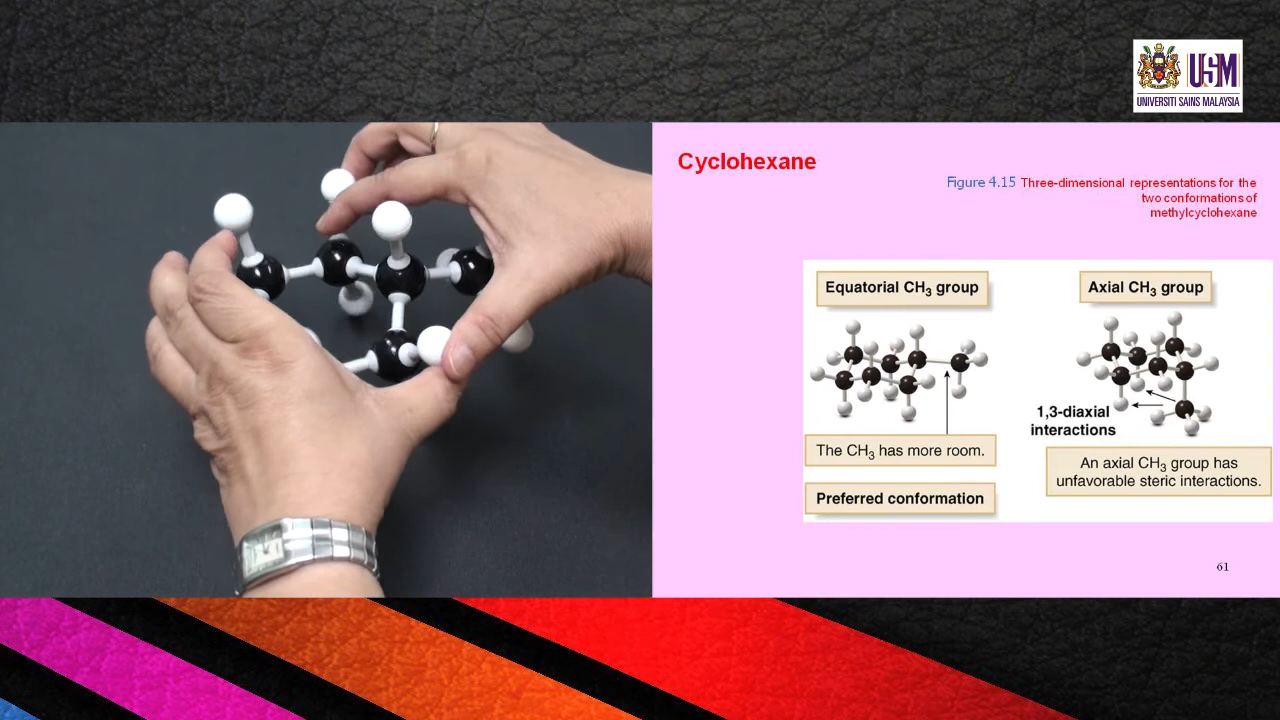 USM
UNIVERSITI SAINS MALAYSIA
Cyclohexane
Figure 4.15 Three-dimensional representations for the
two conformations of
methylcyclohexane
Equatorial CH₃ group
Axial CH₃ group
1,3-diaxial
interactions
The CH₃ has more room.
An axial CH₃ group has
unfavorable steric interactions.
Preferred conformation
61